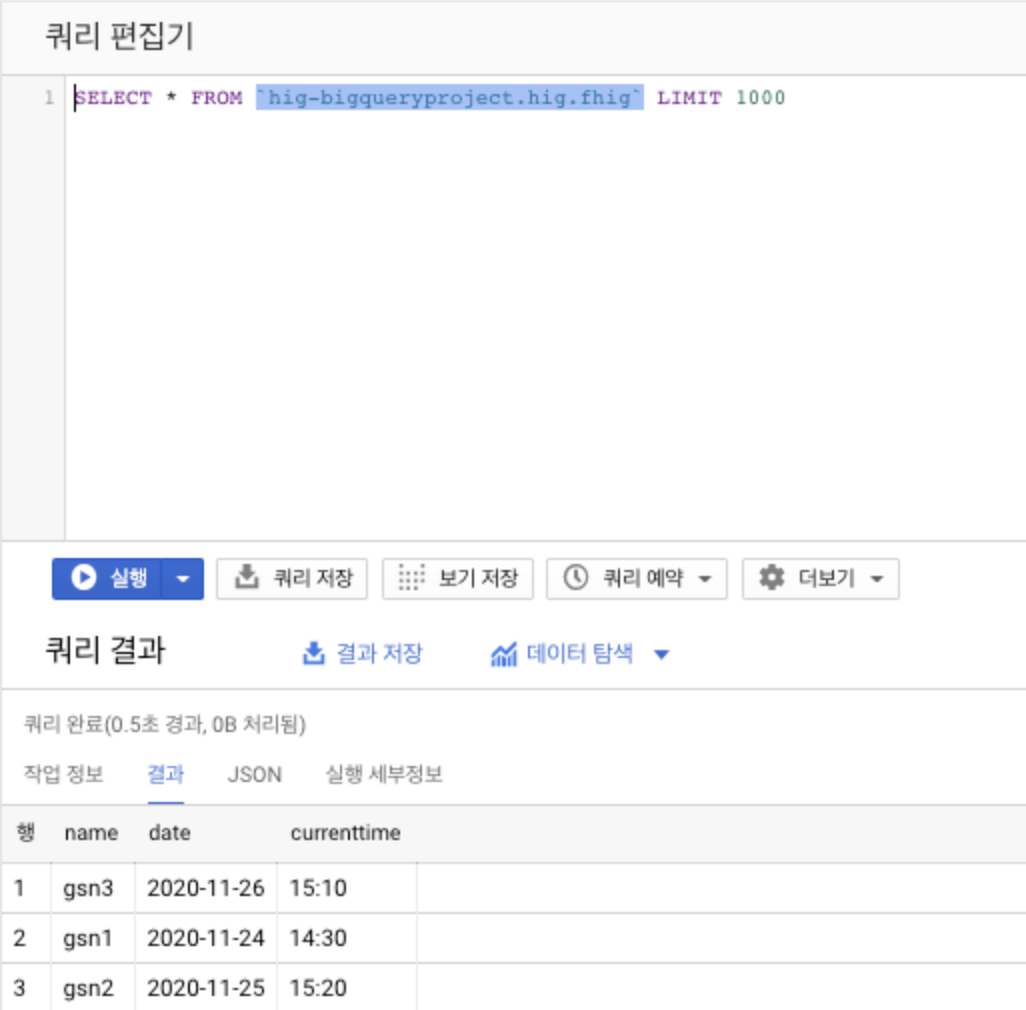 쿼리 편집기
1 SELECT * FROM `hig-bigqueryproject.hig.fhig` LIMIT 1000
실행 쿼리 저장 보기 저장 쿼리 예약 더보기
쿼리 결과 결과 저장 데이터 탐색
쿼리 완료(0.5초 경과, 0B 처리됨)
작업 정보 결과 JSON 실행 세부정보
행 name date currenttime
1 gsn3 2020-11-26 15:10
2 gsn1 2020-11-24 14:30
3 gsn2 2020-11-25 15:20